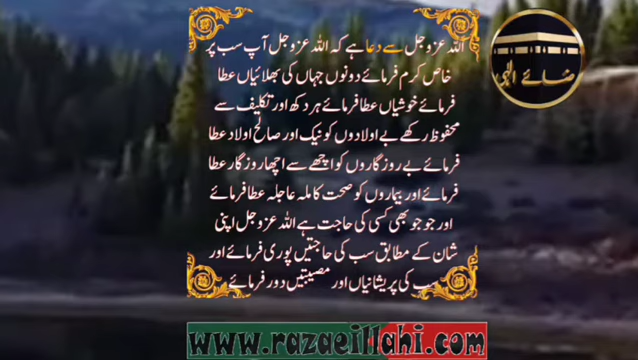 اللہ عزوجل سے دعا ہے کہ اللہ عزوجل آپ سب پر
خاص کرم فرمائے دونوں جہاں کی بھلائیاں عطا
فرمائے خوشیاں عطا فرمائے ہر دکھ اور تکلیف سے
محفوظ رکھے بے اولادوں کو نیک اور صالح اولاد عطا
فرمائے بے روزگاروں کو اچھے سے اچھا روزگار عطا
فرمائے اور بیماروں کو صحت کاملہ عاجلہ عطا فرمائے
اور جو جو بھی کسی کی حاجت ہے اللہ عزوجل اپنی
شان کے مطابق سب کی حاجتیں پوری فرمائے اور
سب کی پریشانیاں اور مصیبتیں دور فرمائے
رضائے الہی
www.razaeillahi.com